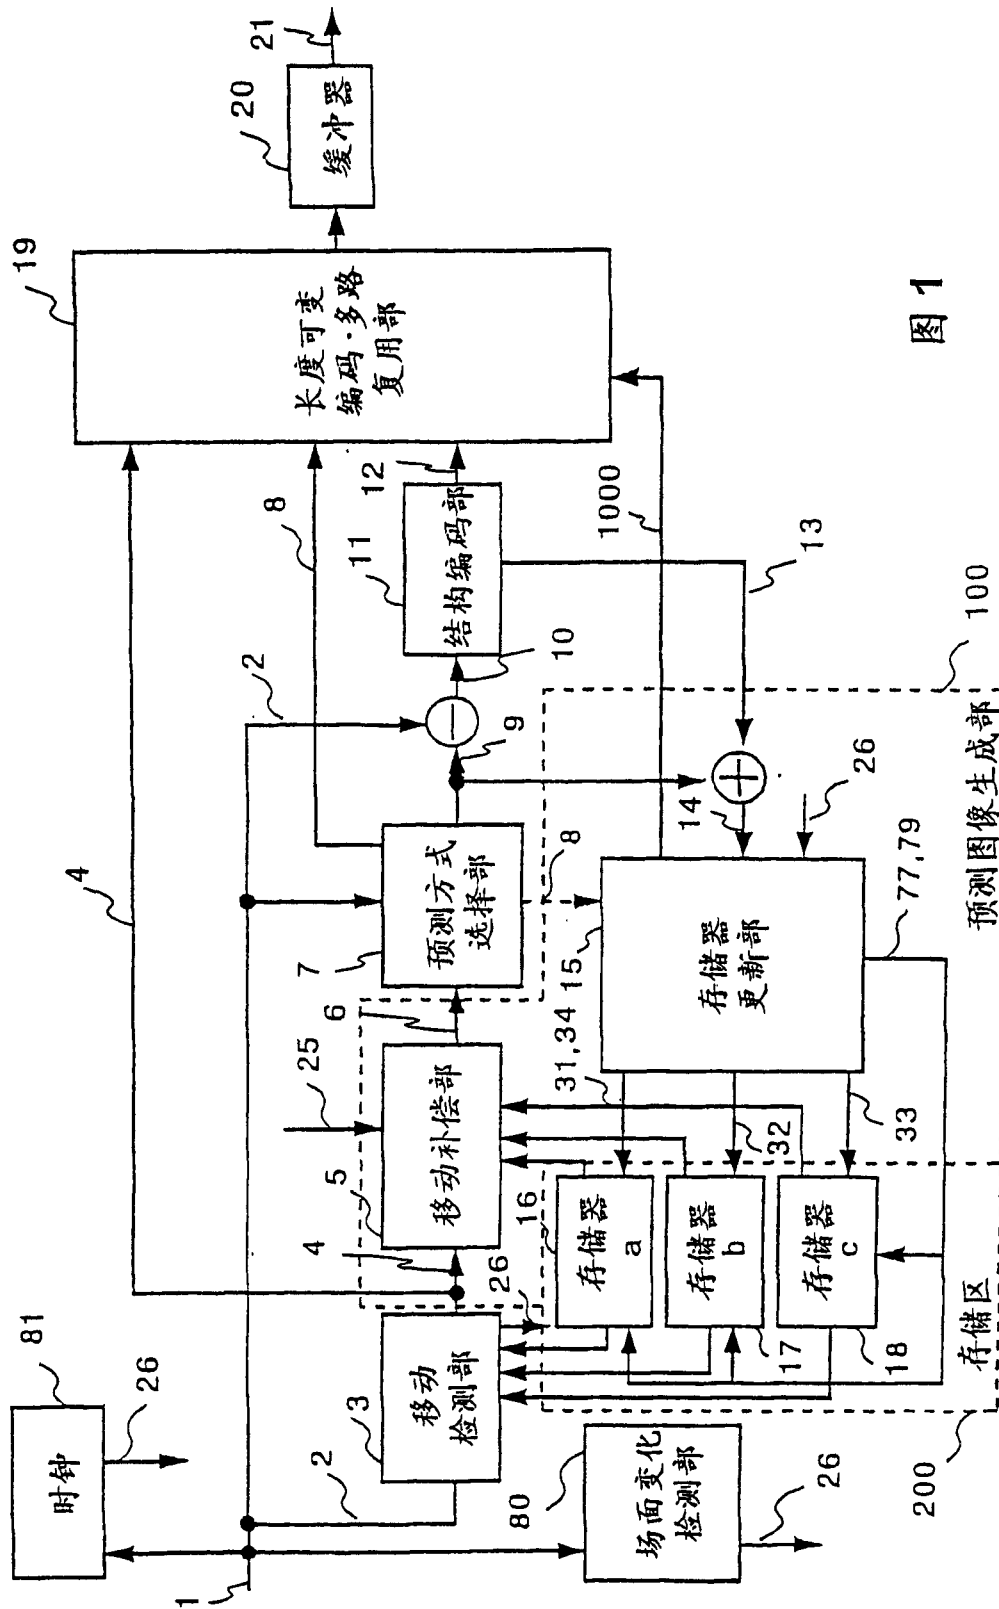 1
时钟
81
26
2
移动
检测部
3
场面变化
检测部
80
26
26
4
4
移动补偿部
5
25
6
预测方式
选择部
7
8
8
9
2
10
结构编码部
11
12
13
长度可变
编码·多路
复用部
19
缓冲器
20
21
存储器
a
16
存储器
b
17
存储器
c
18
存储区
200
存储器
更新部
15
31,34
32
33
14
26
77,79
1000
预测图像生成部
100
图1